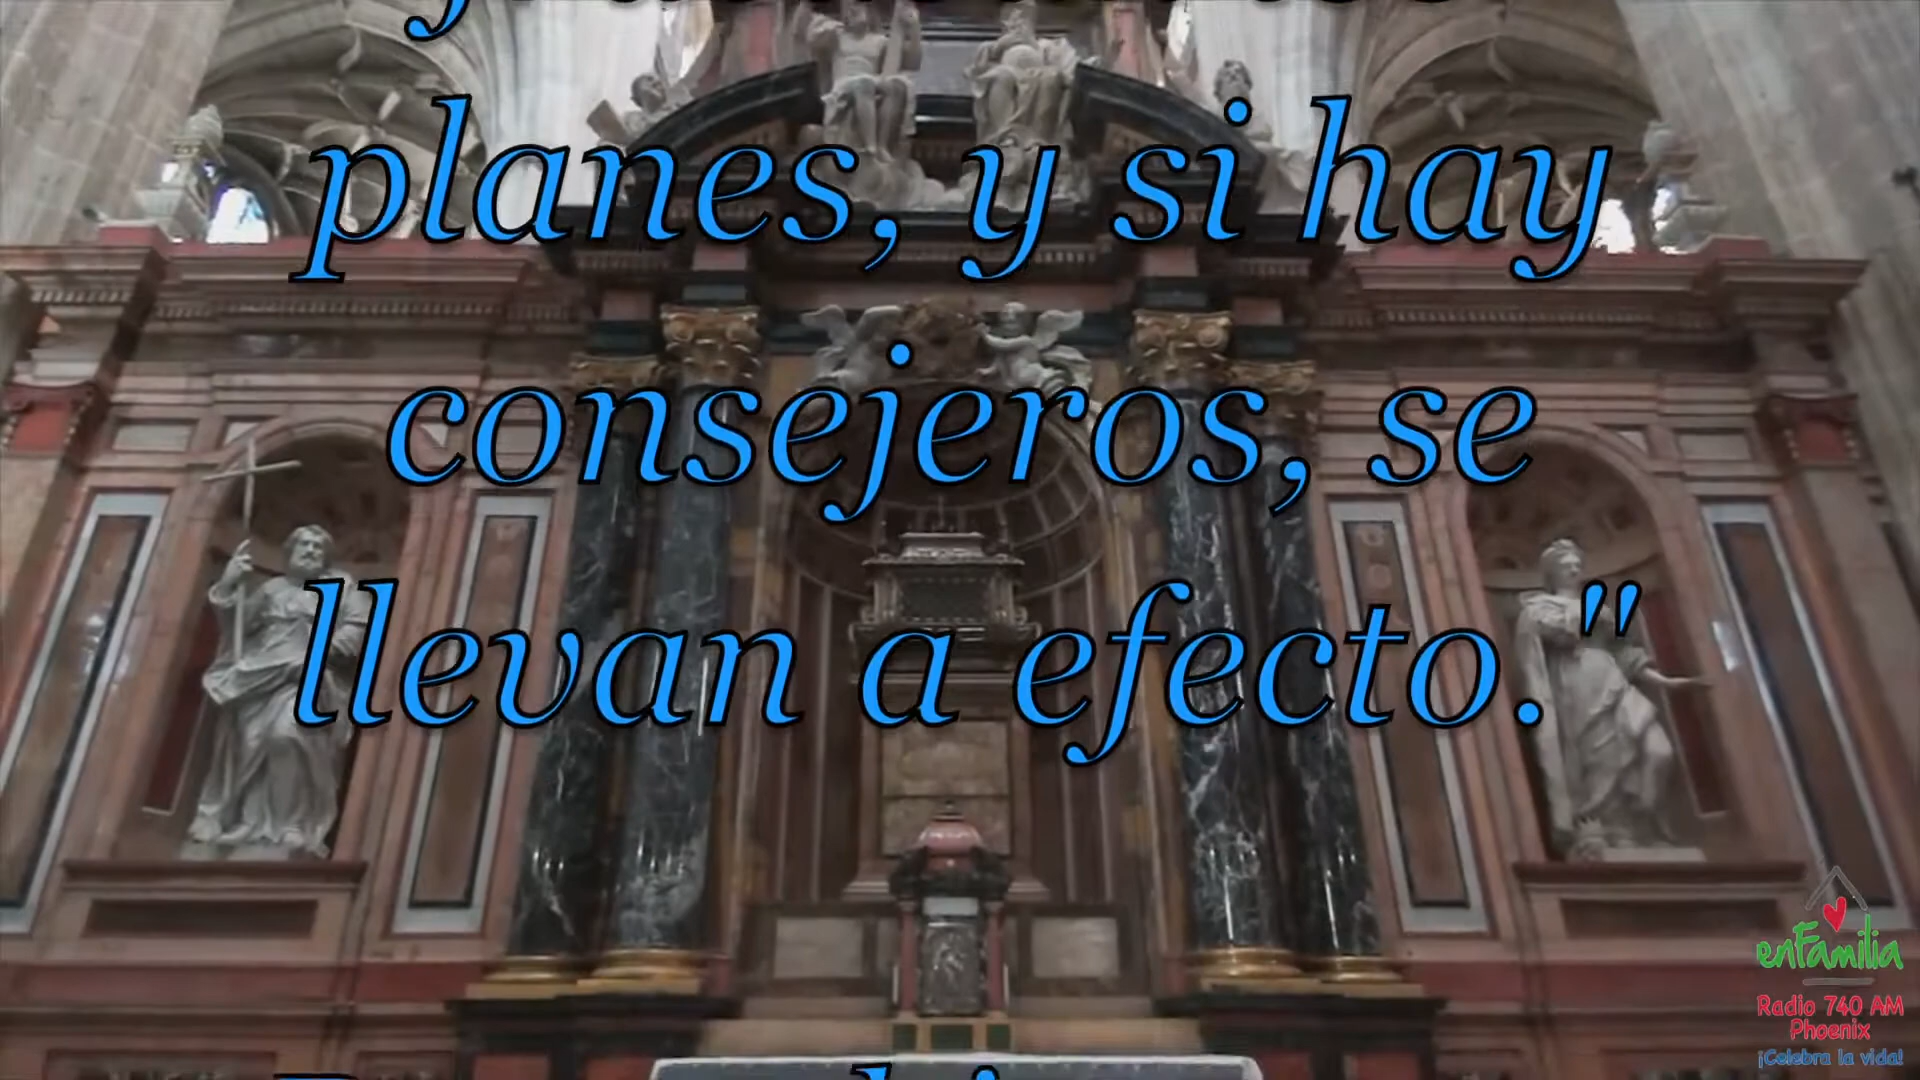 planes, y si hay
consejeros, se
llevan a efecto."
enFamilia
Radio 740 AM
Phoenix
¡Celebra la vida!